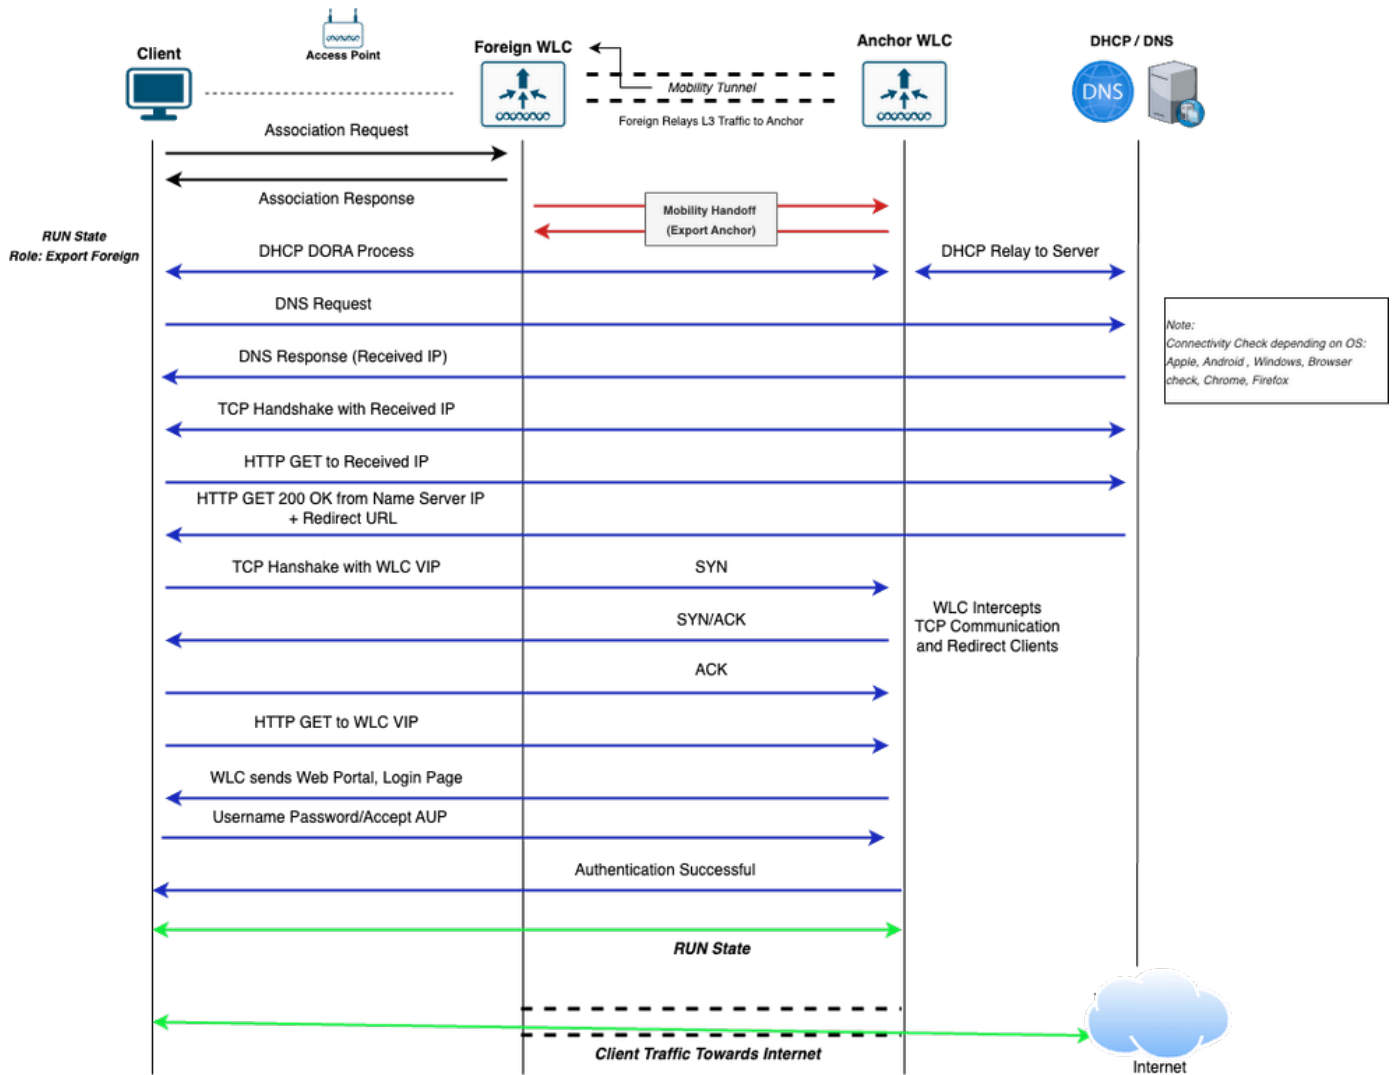 Access Point
Client
Foreign WLC
Anchor WLC
DHCP / DNS
Mobility Tunnel
DNS
Foreign Relays L3 Traffic to Anchor
Association Request
Association Response
Mobility Handoff
(Export Anchor)
RUN State
Role: Export Foreign
DHCP DORA Process
DHCP Relay to Server
DNS Request
Note:
Connectivity Check depending on OS:
Apple, Android , Windows, Browser
check, Chrome, Firefox
DNS Response (Received IP)
TCP Handshake with Received IP
HTTP GET to Received IP
HTTP GET 200 OK from Name Server IP
+ Redirect URL
TCP Hanshake with WLC VIP
SYN
WLC Intercepts
TCP Communication
and Redirect Clients
SYN/ACK
ACK
HTTP GET to WLC VIP
WLC sends Web Portal, Login Page
Username Password/Accept AUP
Authentication Successful
RUN State
Client Traffic Towards Internet
Internet